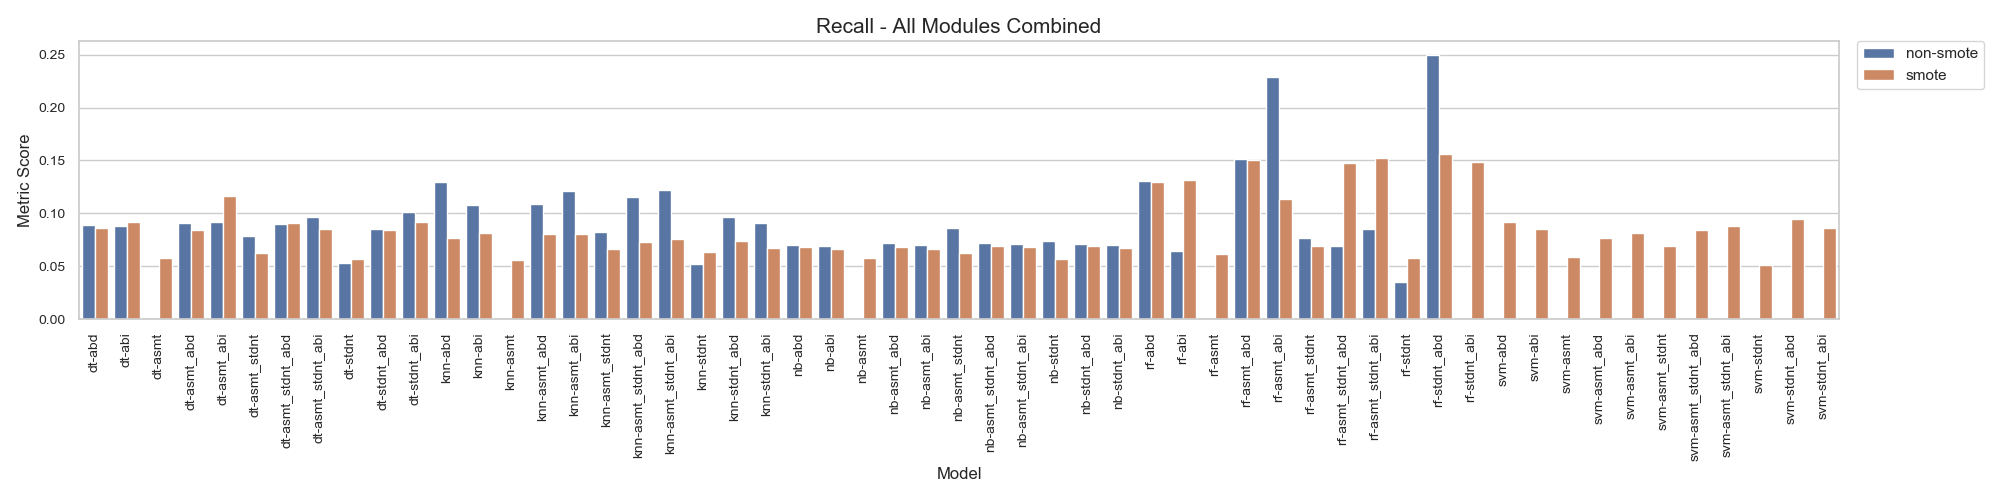 Recall - All Modules Combined
non-smote
smote
Metric Score
0.25
0.20
0.15
0.10
0.05
0.00
dt-abd
dt-abi
dt-asmt
dt-asmt_abd
dt-asmt_abi
dt-asmt_stdnt
dt-asmt_stdnt_abd
dt-asmt_stdnt_abi
dt-stdnt
dt-stdnt_abd
dt-stdnt_abi
knn-abd
knn-abi
knn-asmt
knn-asmt_abd
knn-asmt_abi
knn-asmt_stdnt
knn-asmt_stdnt_abd
knn-asmt_stdnt_abi
knn-stdnt
knn-stdnt_abd
knn-stdnt_abi
nb-abd
nb-abi
nb-asmt
nb-asmt_abd
nb-asmt_abi
nb-asmt_stdnt
nb-asmt_stdnt_abd
nb-asmt_stdnt_abi
nb-stdnt
nb-stdnt_abd
nb-stdnt_abi
rf-abd
rf-abi
rf-asmt
rf-asmt_abd
rf-asmt_abi
rf-asmt_stdnt
rf-asmt_stdnt_abd
rf-asmt_stdnt_abi
rf-stdnt
rf-stdnt_abd
rf-stdnt_abi
svm-abd
svm-abi
svm-asmt
svm-asmt_abd
svm-asmt_abi
svm-asmt_stdnt
svm-asmt_stdnt_abd
svm-asmt_stdnt_abi
svm-stdnt
svm-stdnt_abd
svm-stdnt_abi
Model